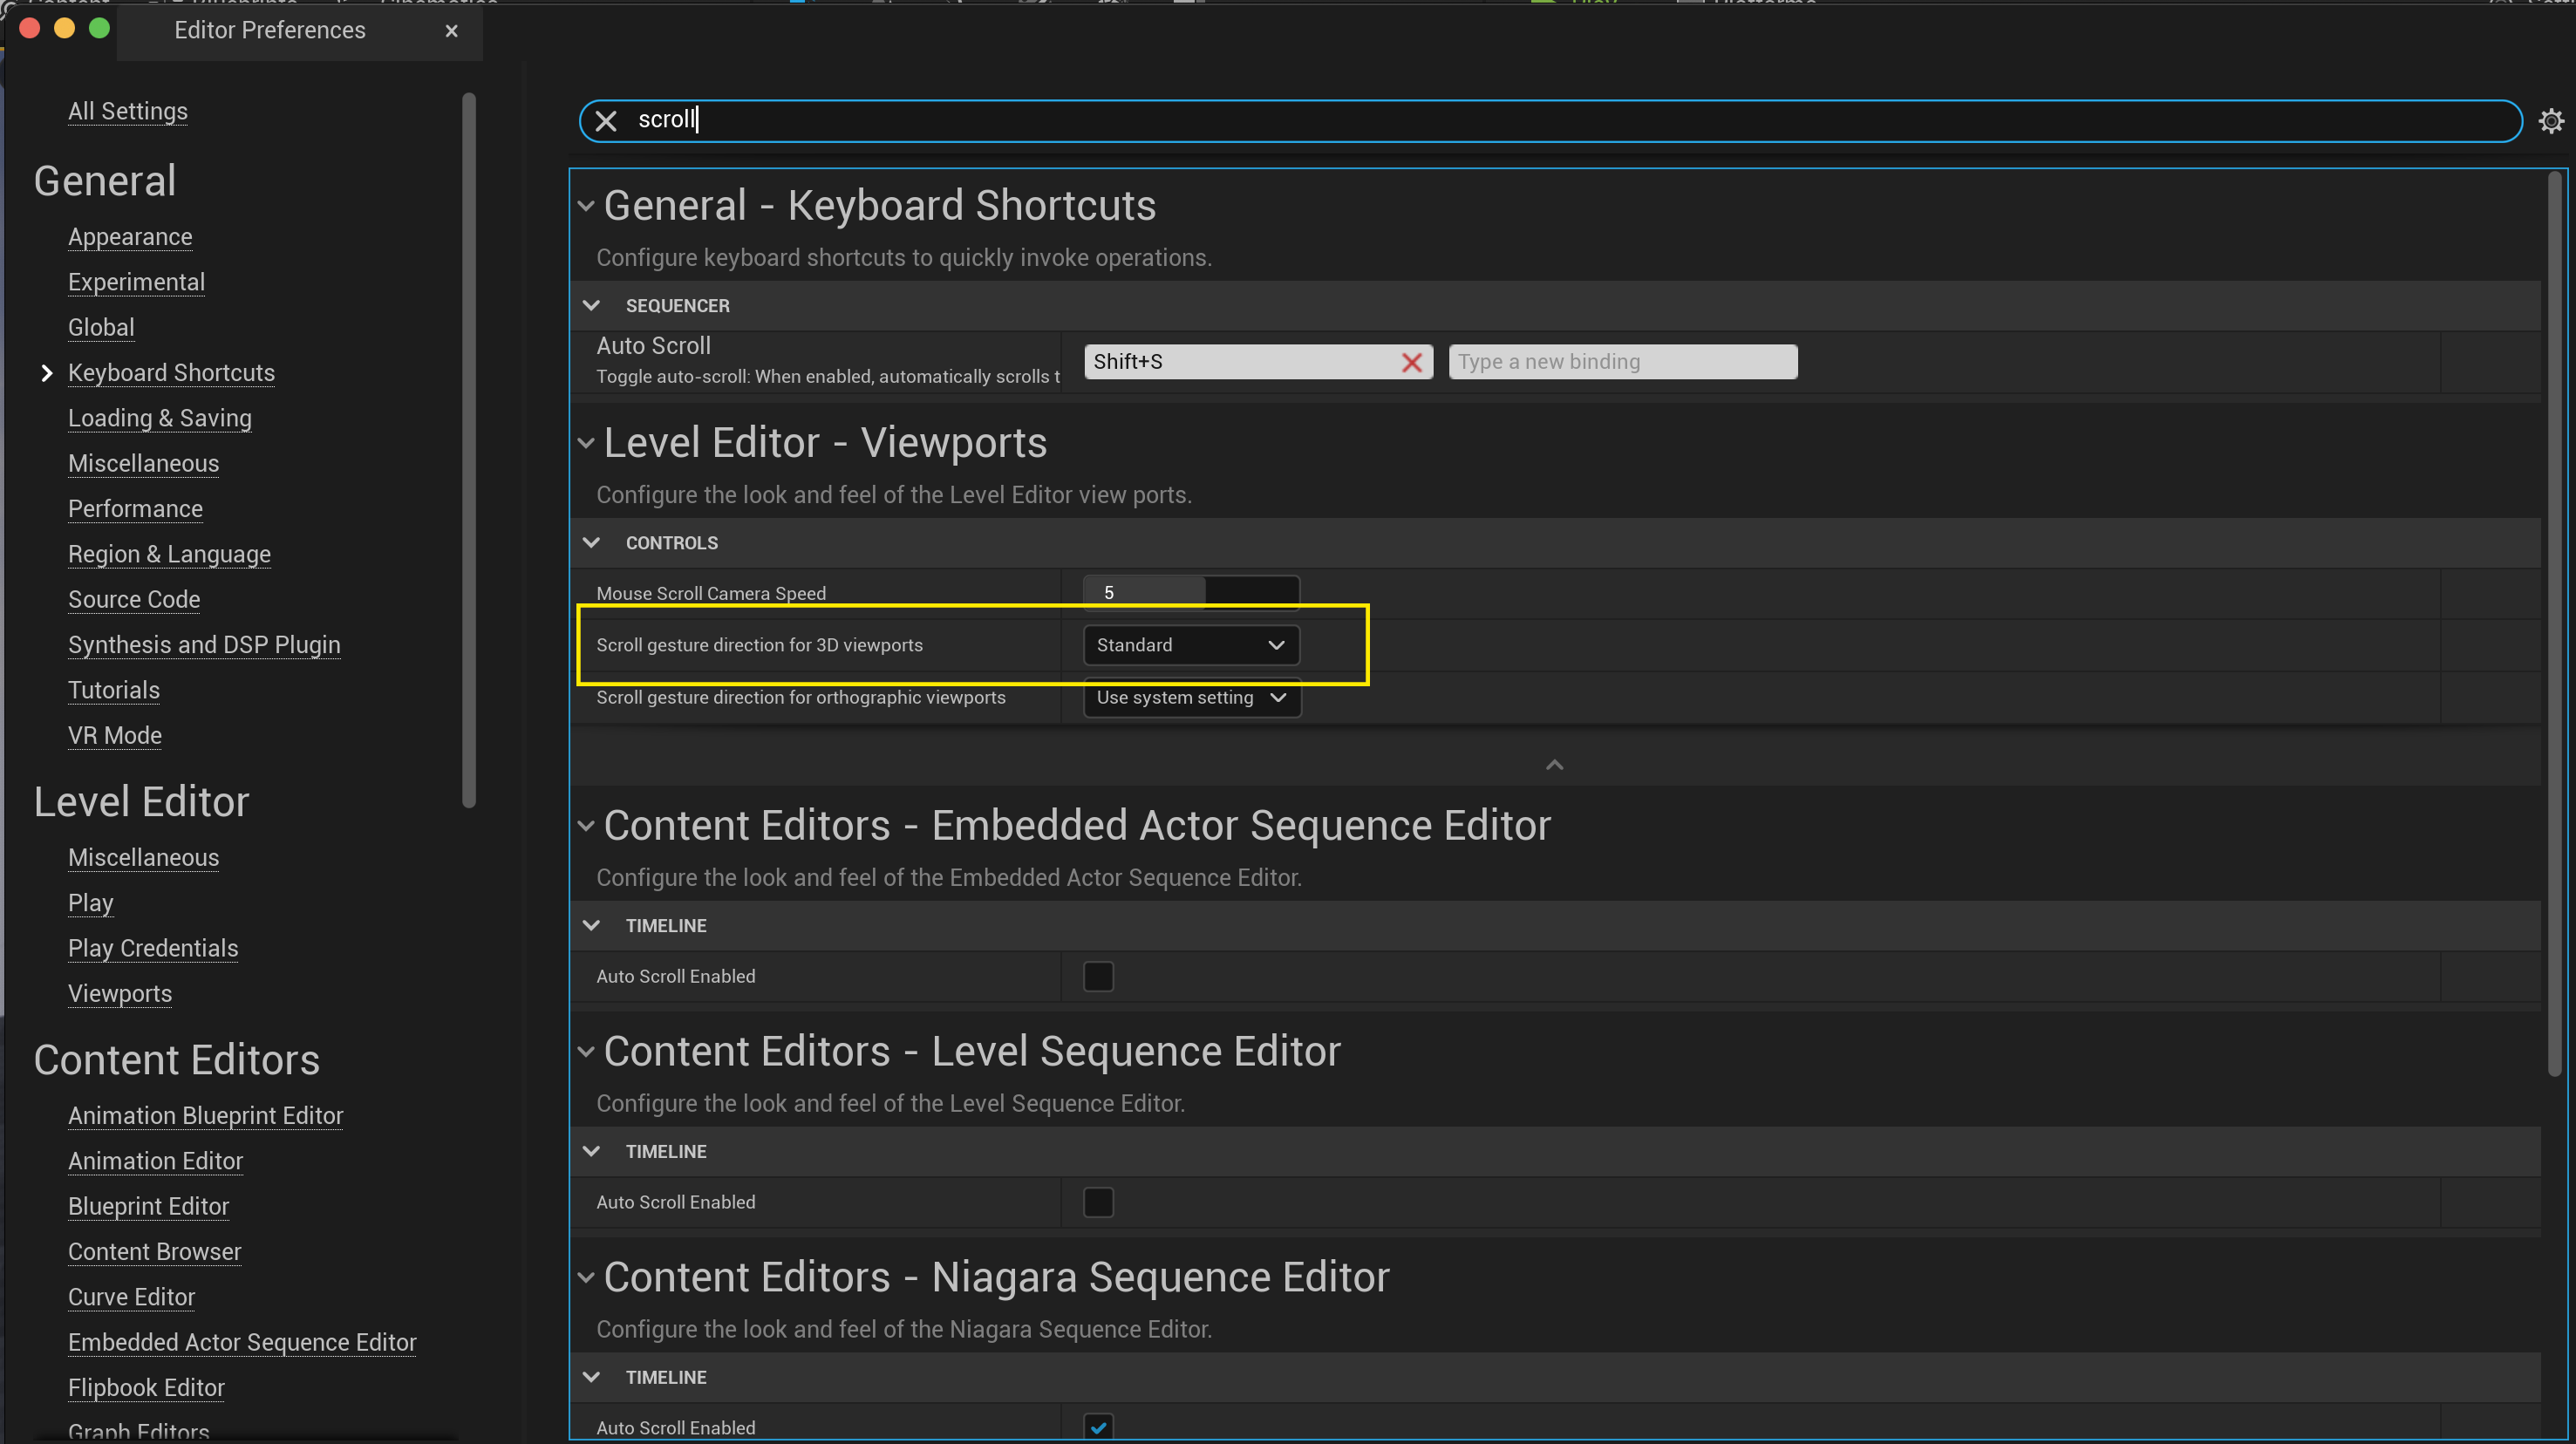 Editor Preferences
All Settings
General
Appearance
Experimental
Global
Keyboard Shortcuts
Loading & Saving
Miscellaneous
Performance
Region & Language
Source Code
Synthesis and DSP Plugin
Tutorials
VR Mode
Level Editor
Miscellaneous
Play
Play Credentials
Viewports
Content Editors
Animation Blueprint Editor
Animation Editor
Blueprint Editor
Content Browser
Curve Editor
Embedded Actor Sequence Editor
Flipbook Editor
Graph Editors
scroll
General - Keyboard Shortcuts
Configure keyboard shortcuts to quickly invoke operations.
SEQUENCER
Auto Scroll
Toggle auto-scroll: When enabled, automatically scrolls t
Shift+S
Type a new binding
Level Editor - Viewports
Configure the look and feel of the Level Editor view ports.
CONTROLS
Mouse Scroll Camera Speed
5
Scroll gesture direction for 3D viewports
Standard
Scroll gesture direction for orthographic viewports
Use system setting
Content Editors - Embedded Actor Sequence Editor
Configure the look and feel of the Embedded Actor Sequence Editor.
TIMELINE
Auto Scroll Enabled
Content Editors - Level Sequence Editor
Configure the look and feel of the Level Sequence Editor.
TIMELINE
Auto Scroll Enabled
Content Editors - Niagara Sequence Editor
Configure the look and feel of the Niagara Sequence Editor.
TIMELINE
Auto Scroll Enabled